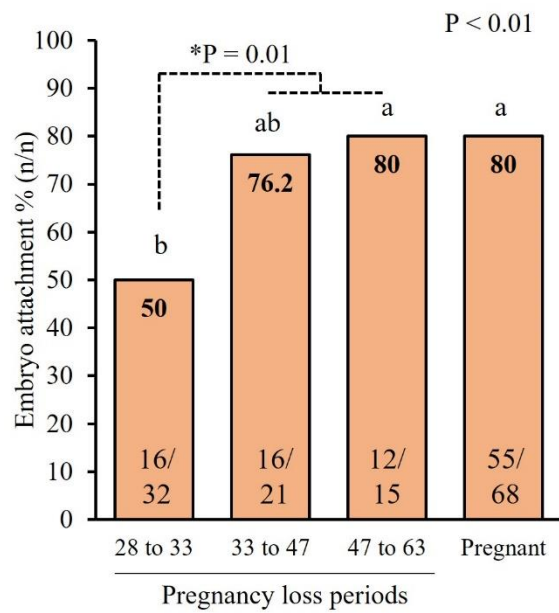 P < 0.01
*P = 0.01
Embryo attachment % (n/n)
100
90
80
70
60
50
40
30
20
10
0
b
ab
a
a
50
76.2
80
80
16/
32
16/
21
12/
15
55/
68
28 to 33
33 to 47
47 to 63
Pregnant
Pregnancy loss periods